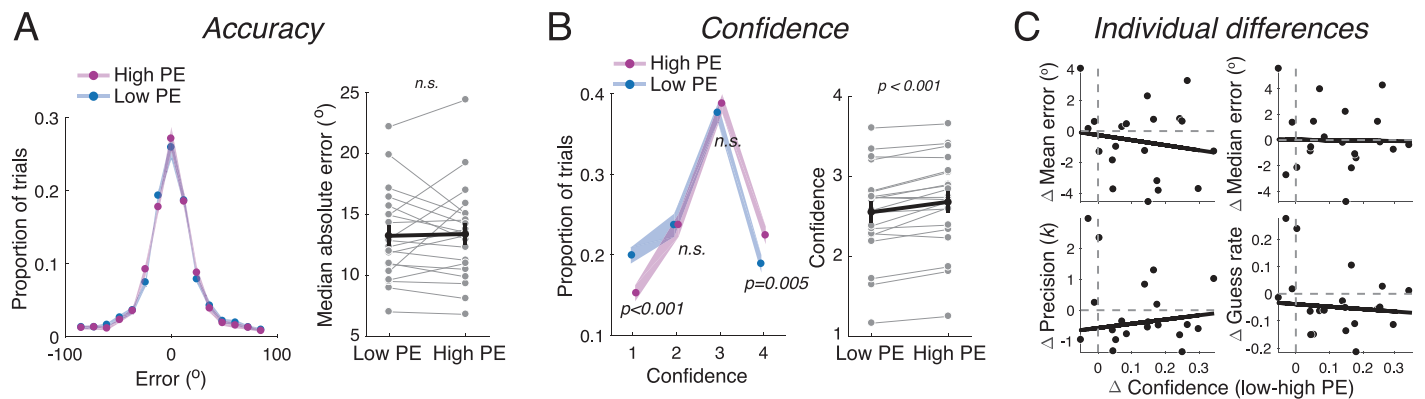 A
Accuracy
High PE
Low PE
Proportion of trials
0.3
0.2
0.1
0
-100
0
100
Error (o)
Median absolute error (o)
25
20
15
10
5
n.s.
Low PE
High PE
B
Confidence
High PE
Low PE
Proportion of trials
0.4
0.3
0.2
0.1
n.s.
n.s.
p<0.001
p=0.005
1
2
3
4
Confidence
Confidence
4
3
2
1
p < 0.001
Low PE
High PE
C
Individual differences
Δ Mean error (o)
4
2
0
-2
-4
Δ Median error (o)
4
2
0
-2
-4
Δ Precision (k)
2
1
0
-1
0
0.1
0.2
0.3
Δ Guess rate
0.2
0.1
0
-0.1
-0.2
0
0.1
0.2
0.3
Δ Confidence (low-high PE)